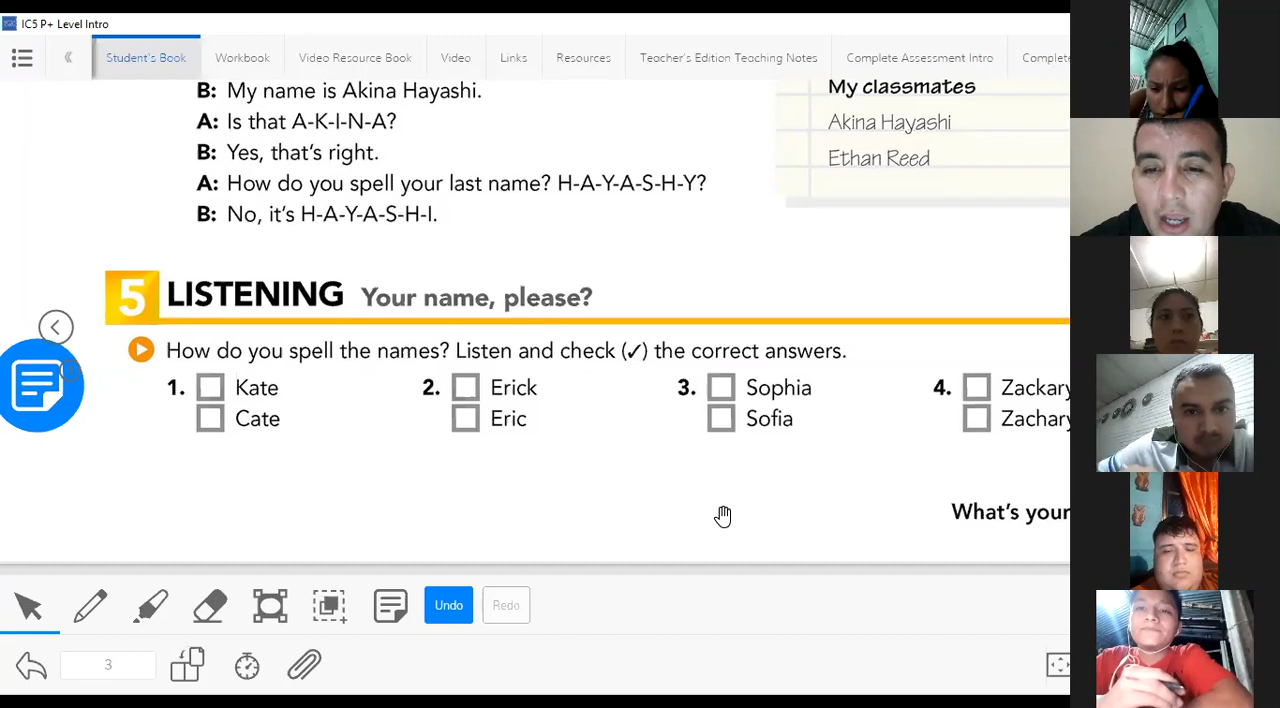 IC5 P+ Level Intro
Student's Book Workbook Video Resource Book Video Links Resources Teacher's Edition Teaching Notes Complete Assessment Intro Complete
B: My name is Akina Hayashi.
A: Is that A-K-I-N-A?
B: Yes, that's right.
A: How do you spell your last name? H-A-Y-A-S-H-Y?
B: No, it's H-A-Y-A-S-H-I.
My classmates
Akina Hayashi
Ethan Reed
5 LISTENING Your name, please?
How do you spell the names? Listen and check (✓) the correct answers.
1. Kate 2. Erick 3. Sophia 4. Zackary
Cate Eric Sofia Zachary
What's your
Undo Redo
3